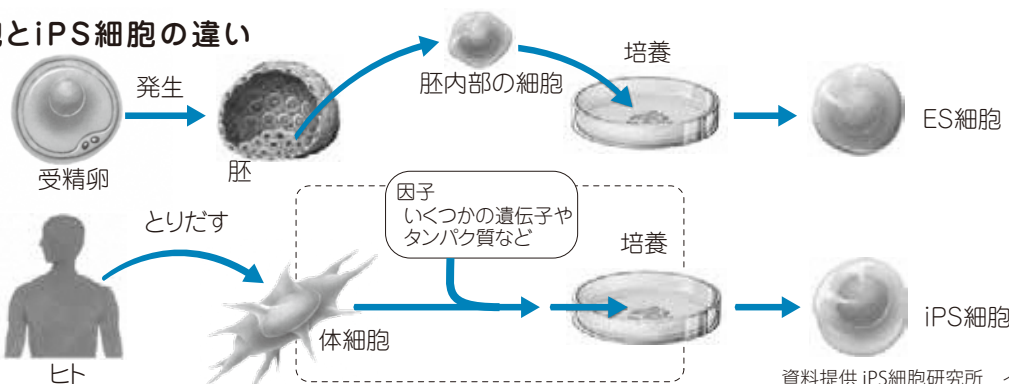 とiPS細胞の違い
発生
胚内部の細胞
培養
ES細胞
受精卵
胚
とりだす
因子
いくつかの遺伝子や
タンパク質など
培養
体細胞
iPS細胞
ヒト
資料提供 iPS細胞研究所